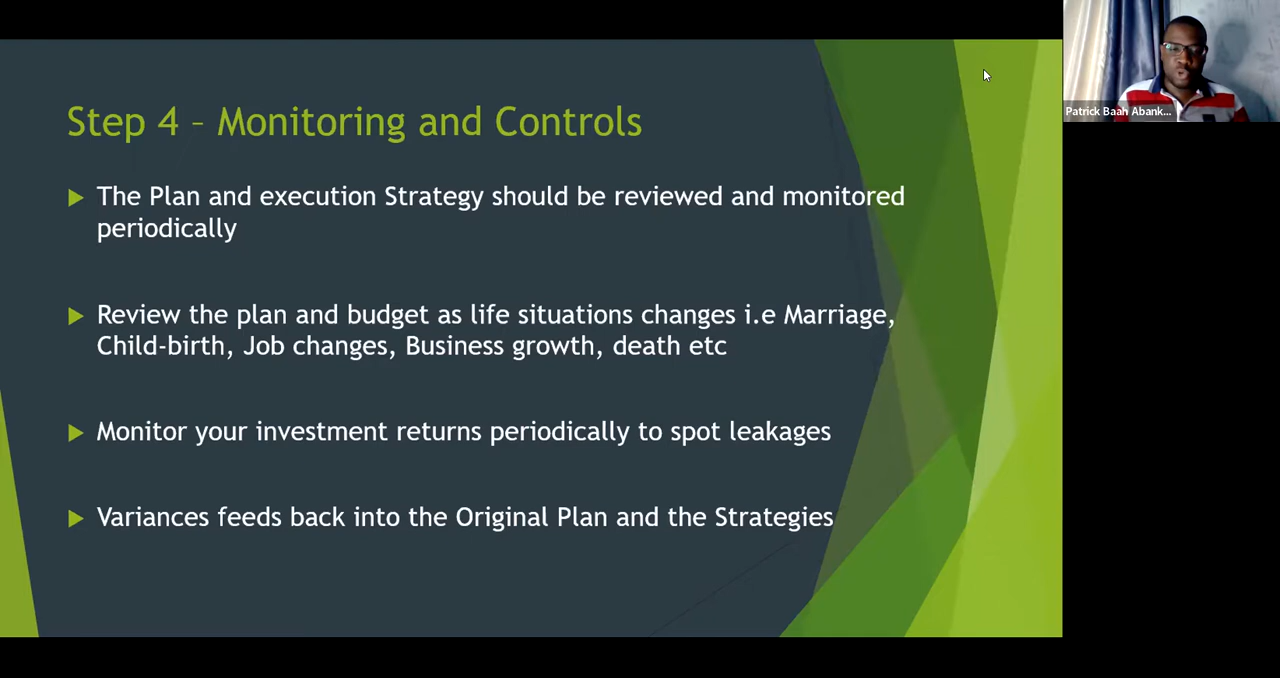 Step 4 – Monitoring and Controls
The Plan and execution Strategy should be reviewed and monitored
periodically
Review the plan and budget as life situations changes i.e Marriage,
Child-birth, Job changes, Business growth, death etc
Monitor your investment returns periodically to spot leakages
Variances feeds back into the Original Plan and the Strategies
Patrick Baah Abank...